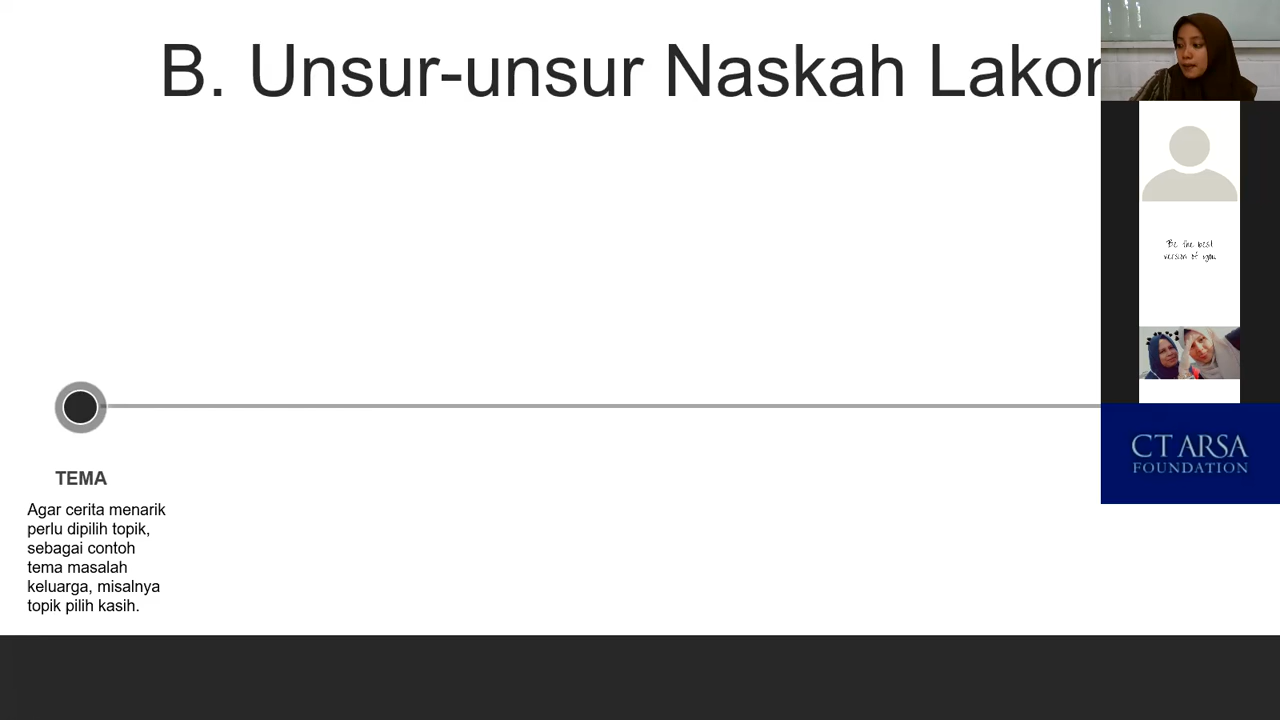 B. Unsur-unsur Naskah Lakon
Be the best
version of you
CT ARSA
FOUNDATION
TEMA
Agar cerita menarik
perlu dipilih topik,
sebagai contoh
tema masalah
keluarga, misalnya
topik pilih kasih.